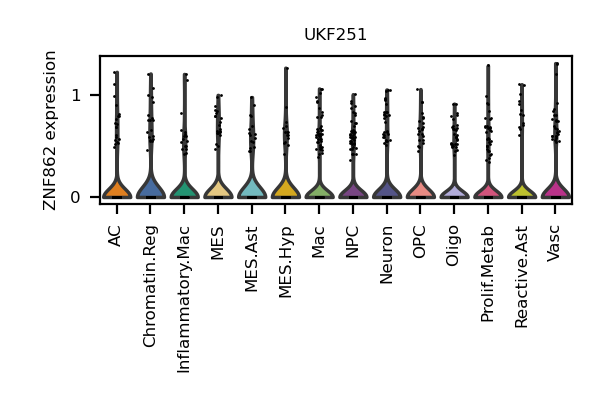 UKF251
ZNF862 expression
1
0
AC
Chromatin.Reg
Inflammatory.Mac
MES
MES.Ast
MES.Hyp
Mac
NPC
Neuron
OPC
Oligo
Prolif.Metab
Reactive.Ast
Vasc